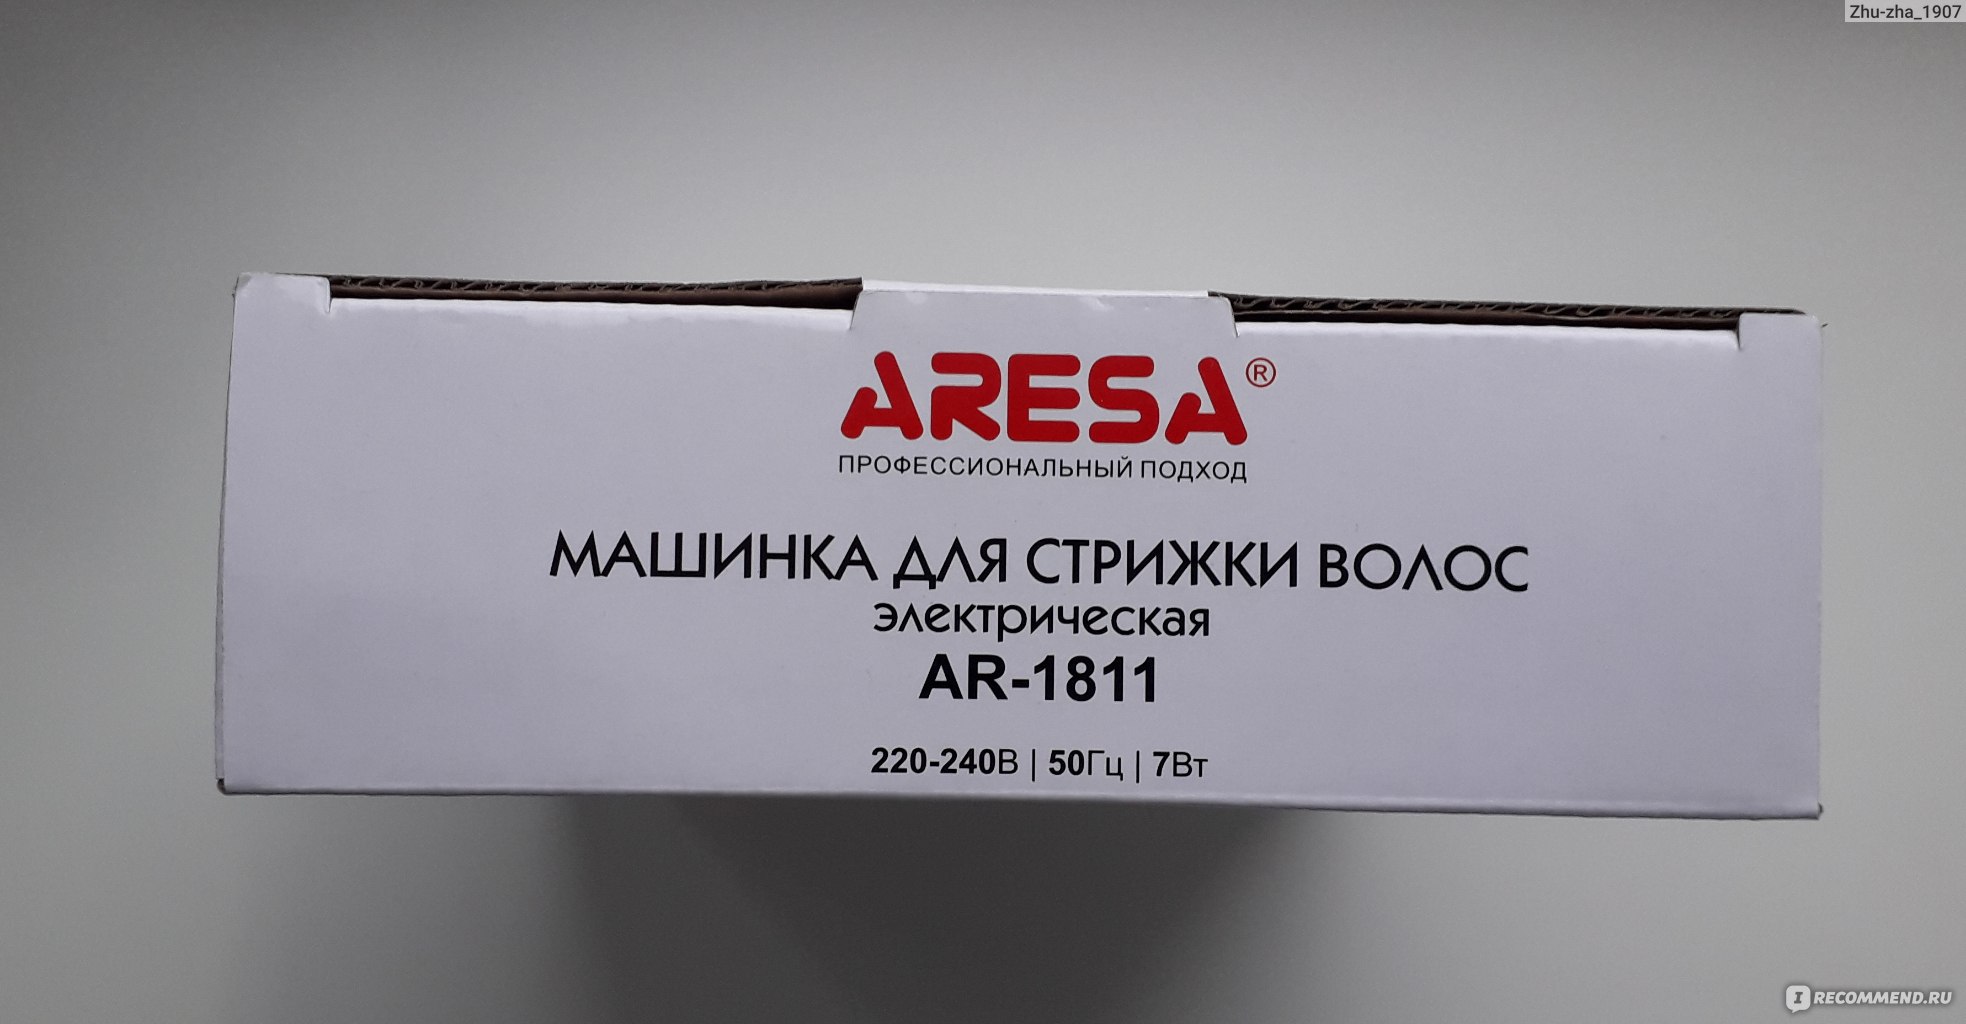 Zhu-zha_1907
ARESA®
ПРОФЕССИОНАЛЬНЫЙ ПОДХОД
МАШИНКА ДЛЯ СТРИЖКИ ВОЛОС
электрическая
AR-1811
220-240В | 50Гц | 7Вт
I RECOMMEND.RU